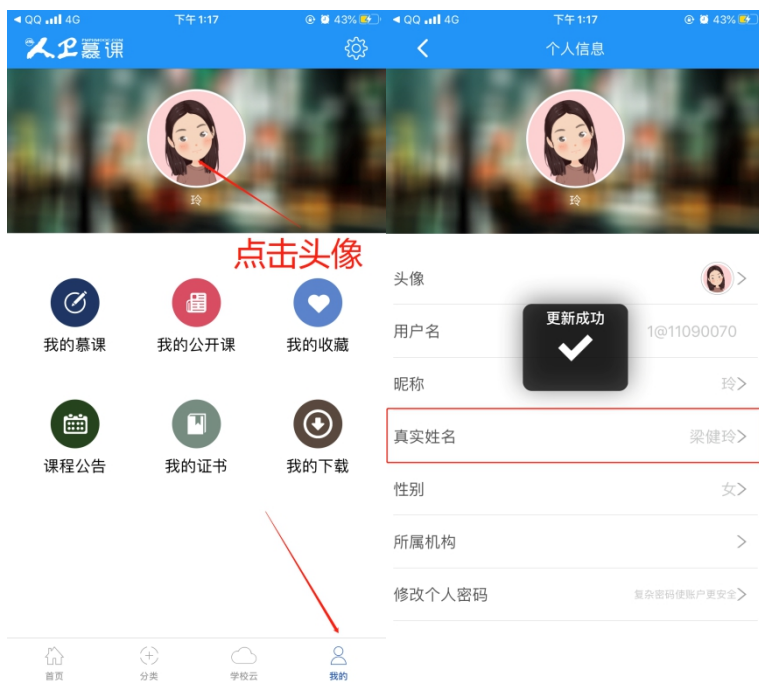 QQ 4G 下午1:17 43%
人卫慕课
玲
点击头像
我的慕课 我的公开课 我的收藏
课程公告 我的证书 我的下载
首页 分类 学校云 我的
QQ 4G 下午1:17 43%
个人信息
玲
头像
更新成功
用户名 1@11090070
昵称 玲
真实姓名 梁健玲
性别 女
所属机构
修改个人密码 复杂密码使账户更安全